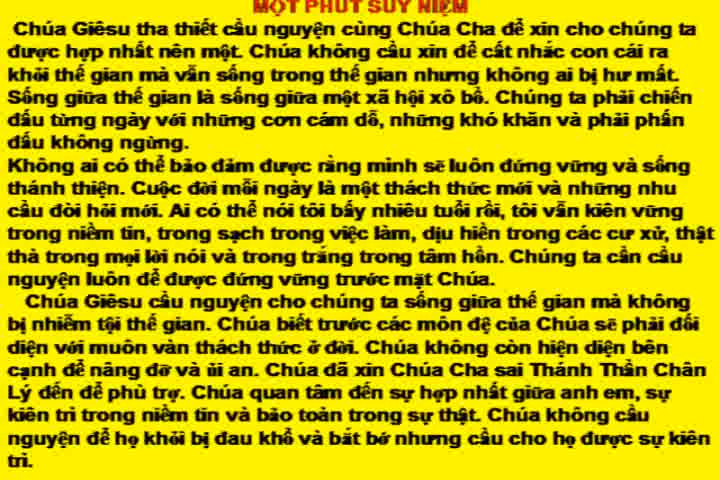 MỘT PHÚT SUY NIỆM
Chúa Giêsu tha thiết cầu nguyện cùng Chúa Cha để xin cho chúng ta
được hợp nhất nên một. Chúa không cầu xin để cất nhắc con cái ra
khỏi thế gian mà vẫn sống trong thế gian nhưng không ai bị hư mất.
Sống giữa thế gian là sống giữa một xã hội xô bồ. Chúng ta phải chiến
đấu từng ngày với những cơn cám dỗ, những khó khăn và phải phấn
đấu không ngừng.
Không ai có thể bảo đảm được rằng mình sẽ luôn đứng vững và sống
thánh thiện. Cuộc đời mỗi ngày là một thách thức mới và những nhu
cầu đòi hỏi mới. Ai có thể nói tôi bấy nhiêu tuổi rồi, tôi vẫn kiên vững
trong niềm tin, trong sạch trong việc làm, dịu hiền trong các cư xử, thật
thà trong mọi lời nói và trong trắng trong tâm hồn. Chúng ta cần cầu
nguyện luôn để được đứng vững trước mặt Chúa.
Chúa Giêsu cầu nguyện cho chúng ta sống giữa thế gian mà không
bị nhiễm tội thế gian. Chúa biết trước các môn đệ của Chúa sẽ phải đối
diện với muôn vàn thách thức ở đời. Chúa không còn hiện diện bên
cạnh để nâng đỡ và ủi an. Chúa đã xin Chúa Cha sai Thánh Thần Chân
Lý đến để phù trợ. Chúa quan tâm đến sự hợp nhất giữa anh em, sự
kiên trì trong niềm tin và bảo toàn trong sự thật. Chúa không cầu
nguyện để họ khỏi bị đau khổ và bắt bớ nhưng cầu cho họ được sự kiên
trì.